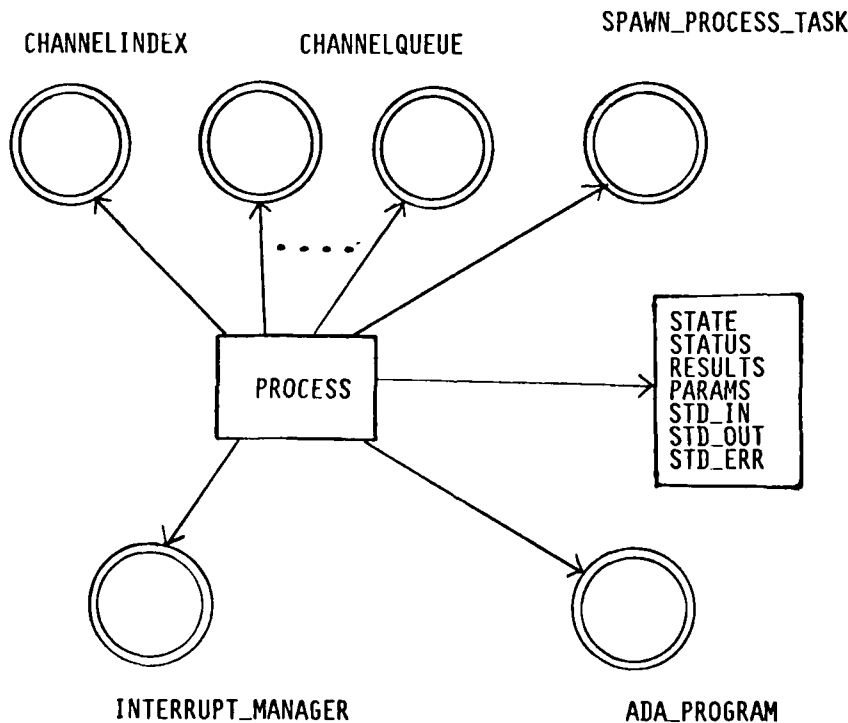 SPAWN_PROCESS_TASK
CHANNELINDEX
CHANNELQUEUE
STATE
STATUS
RESULTS
PARAMS
STD_IN
STD_OUT
STD_ERR
PROCESS
INTERRUPT_MANAGER
ADA_PROGRAM